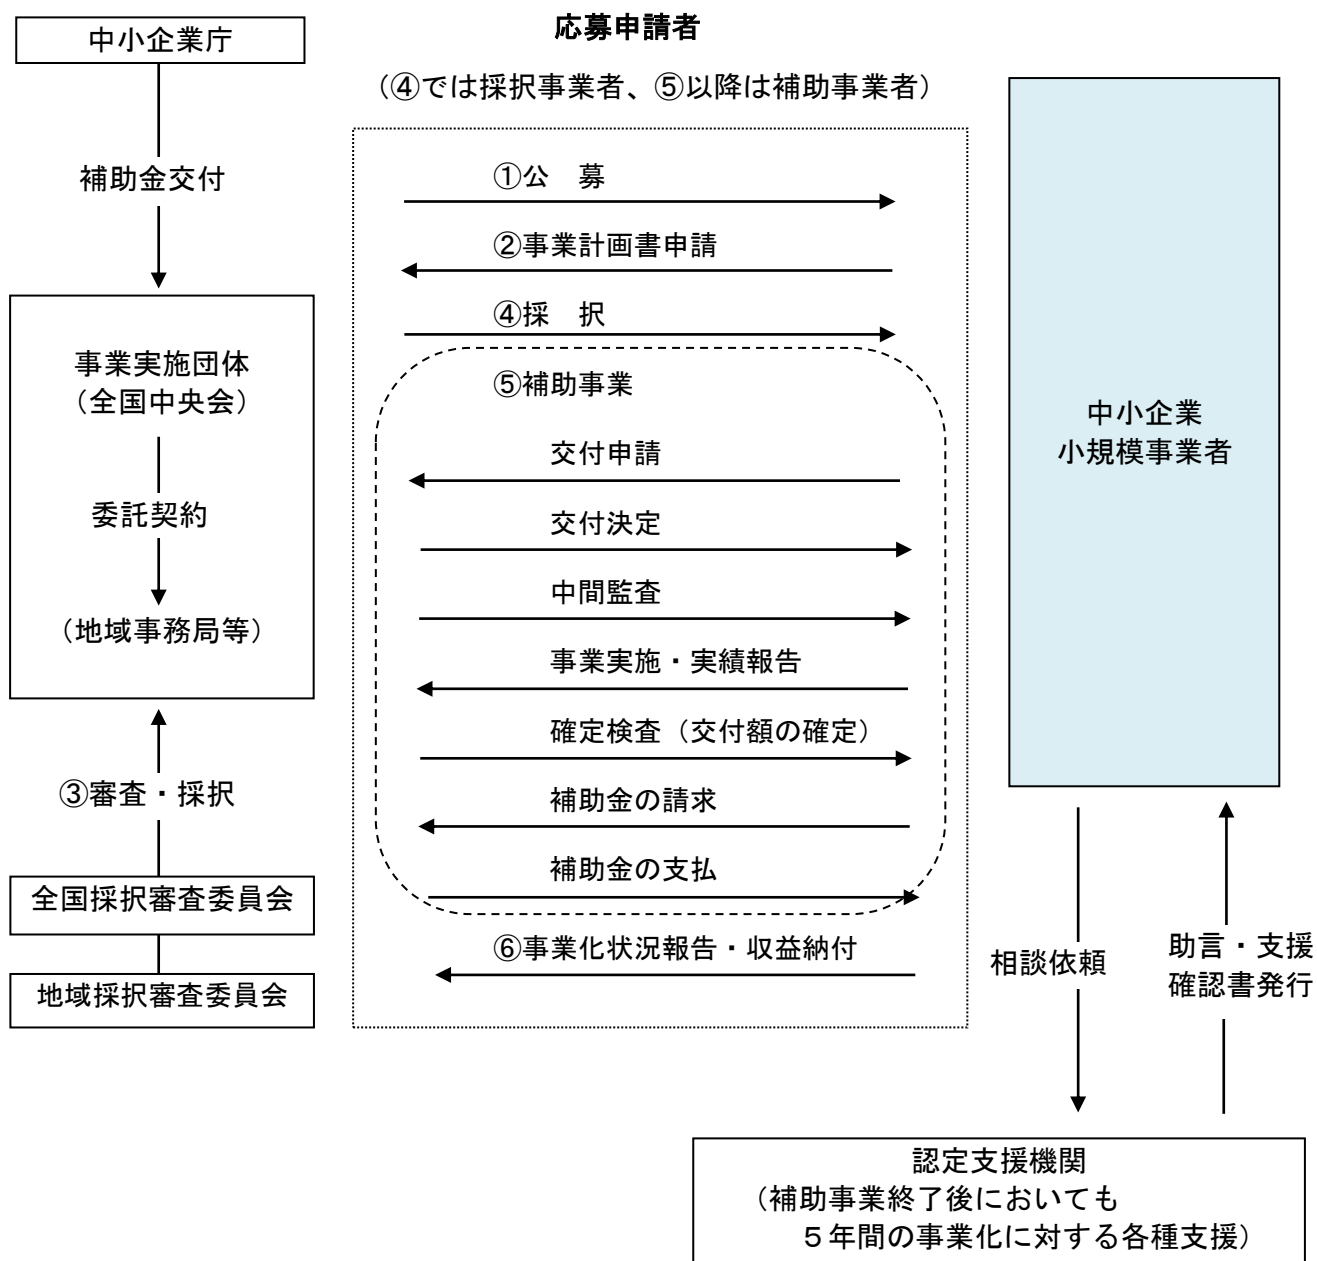 中小企業庁
応募申請者
（④では採択事業者、⑤以降は補助事業者）
補助金交付
事業実施団体
（全国中央会）
委託契約
（地域事務局等）
③審査・採択
全国採択審査委員会
地域採択審査委員会
①公　募
②事業計画書申請
④採　択
⑤補助事業
交付申請
交付決定
中間監査
事業実施・実績報告
確定検査（交付額の確定）
補助金の請求
補助金の支払
⑥事業化状況報告・収益納付
中小企業
小規模事業者
相談依頼
助言・支援
確認書発行
認定支援機関
（補助事業終了後においても
５年間の事業化に対する各種支援）